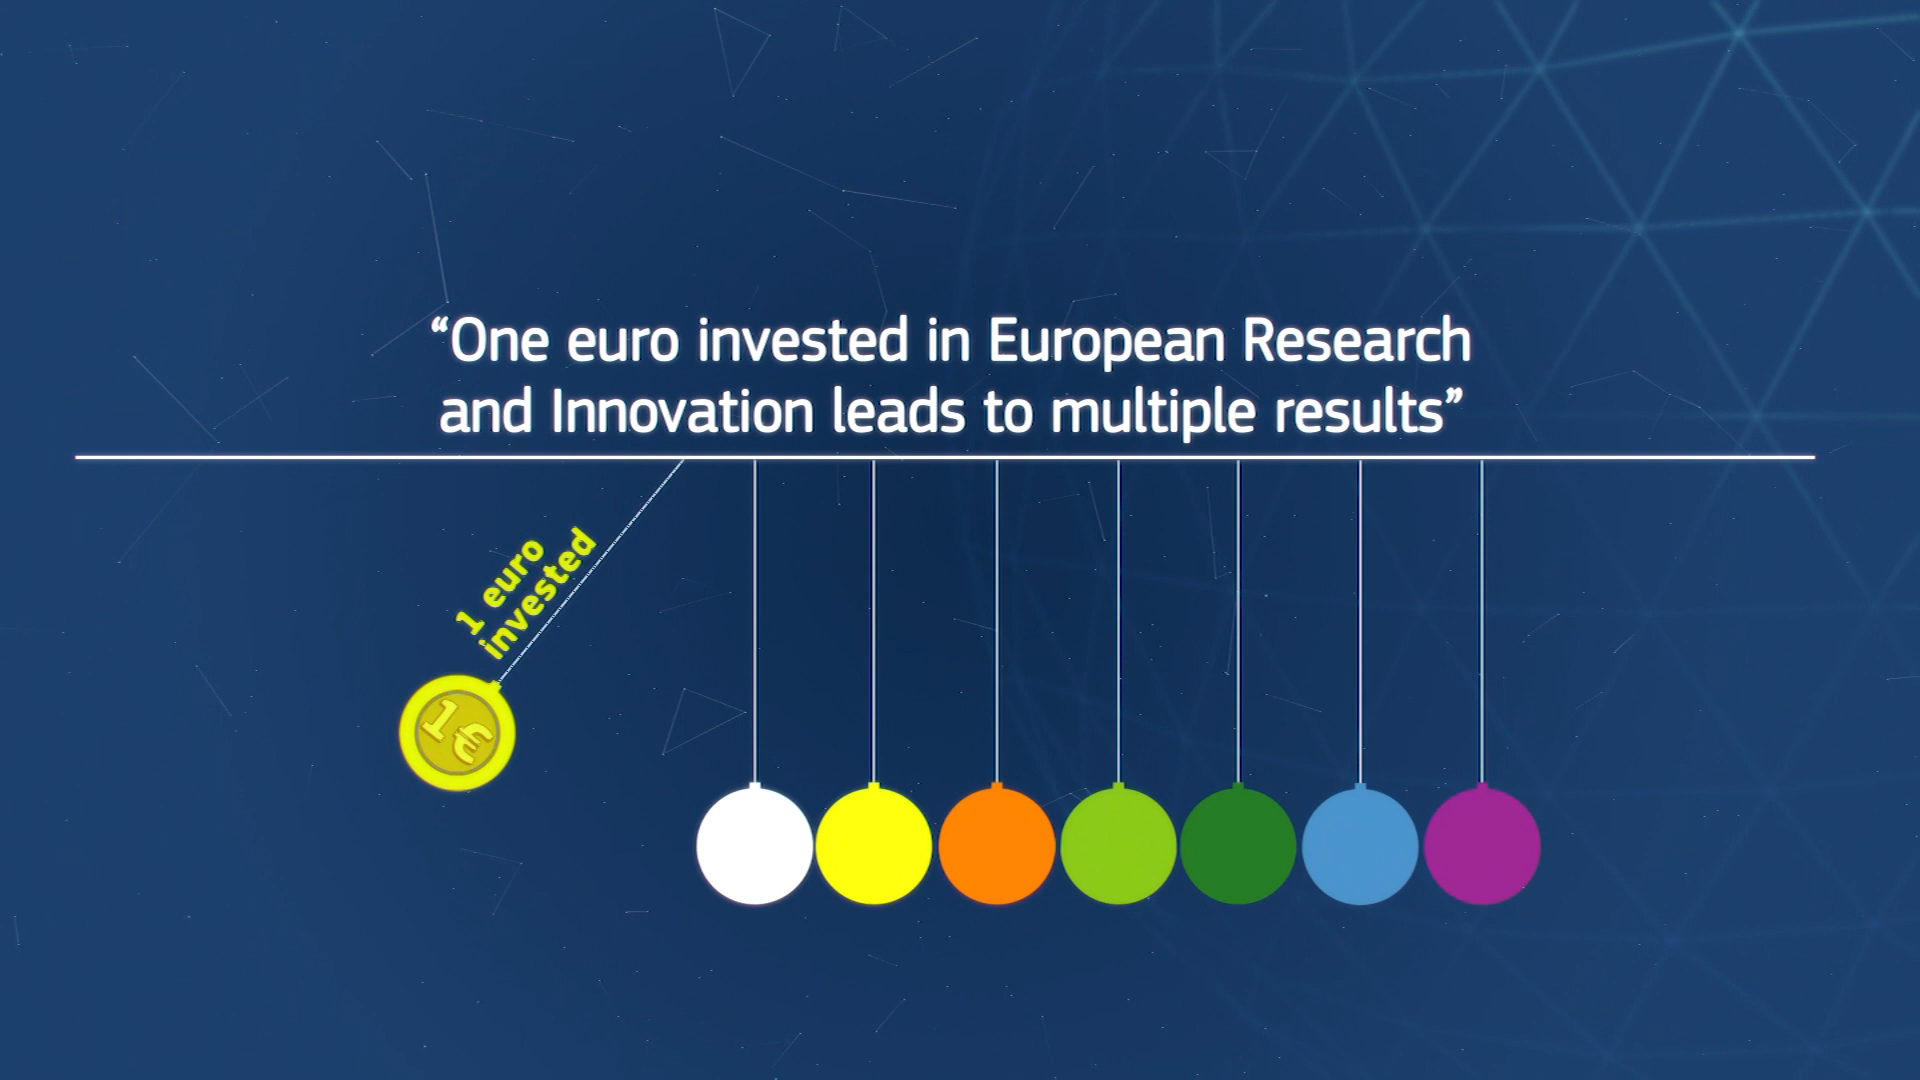 “One euro invested in European Research
and Innovation leads to multiple results”
1 euro
invested
1€